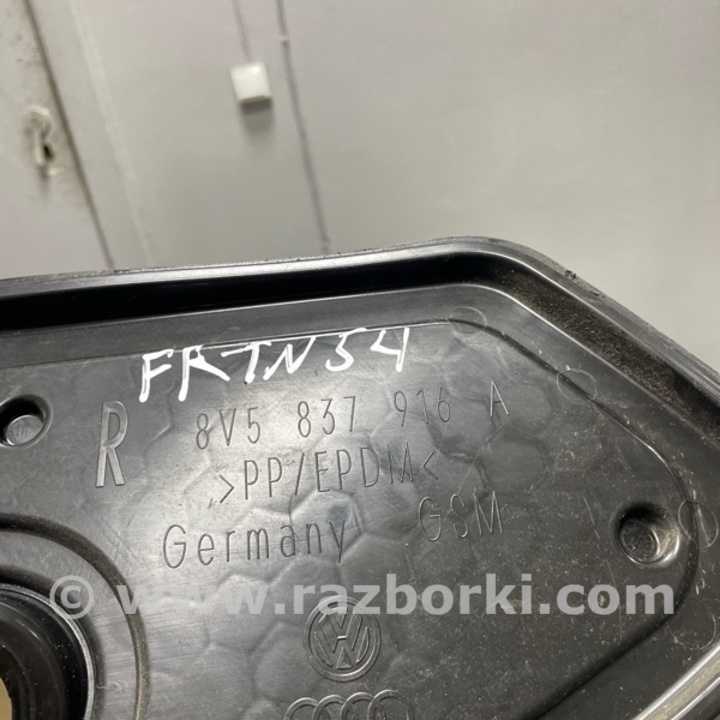 FRTN54
R 8V5 837 916 A
>PP/EPDM<
Germany GSM
© www.razborki.com